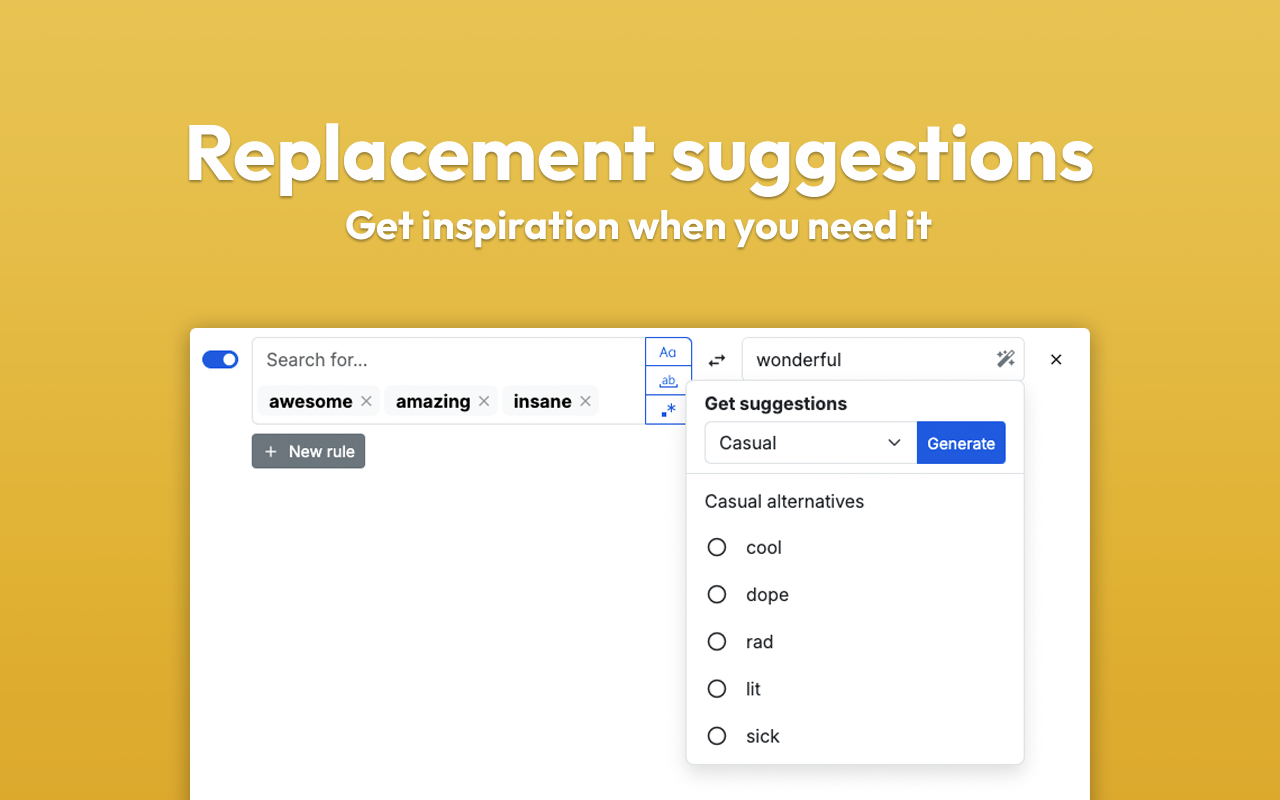 Replacement suggestions
Get inspiration when you need it
Search for...
Aa
wonderful
ab
awesome
amazing
insane
.*
Get suggestions
Casual
Generate
New rule
Casual alternatives
cool
dope
rad
lit
sick